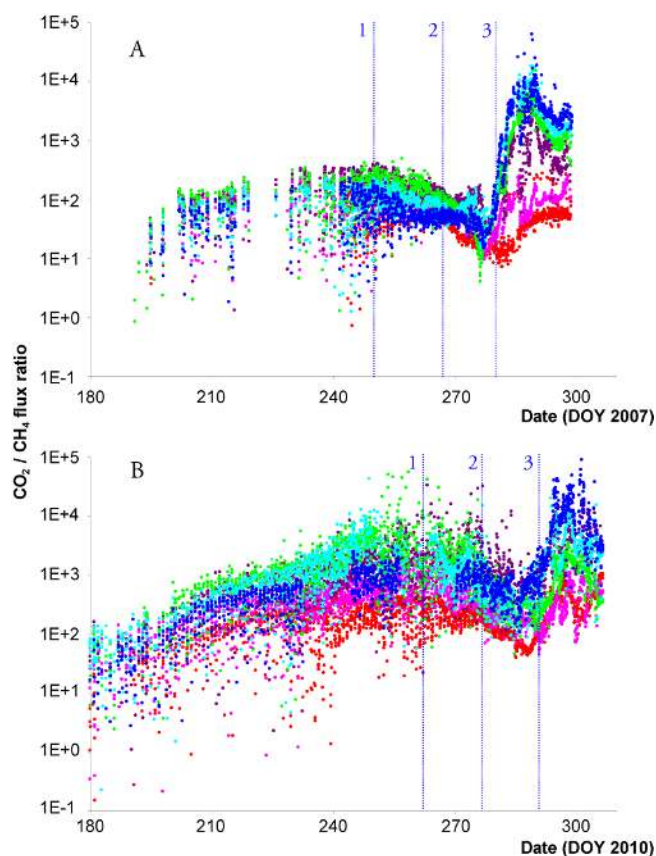 1E+5
1 2 3
A
1E+4
1E+3
1E+2
1E+1
1E+0
1E-1
180 210 240 270 300
Date (DOY 2007)
CO₂ / CH₄ flux ratio
1E+5
1 2 3
B
1E+4
1E+3
1E+2
1E+1
1E+0
1E-1
180 210 240 270 300
Date (DOY 2010)